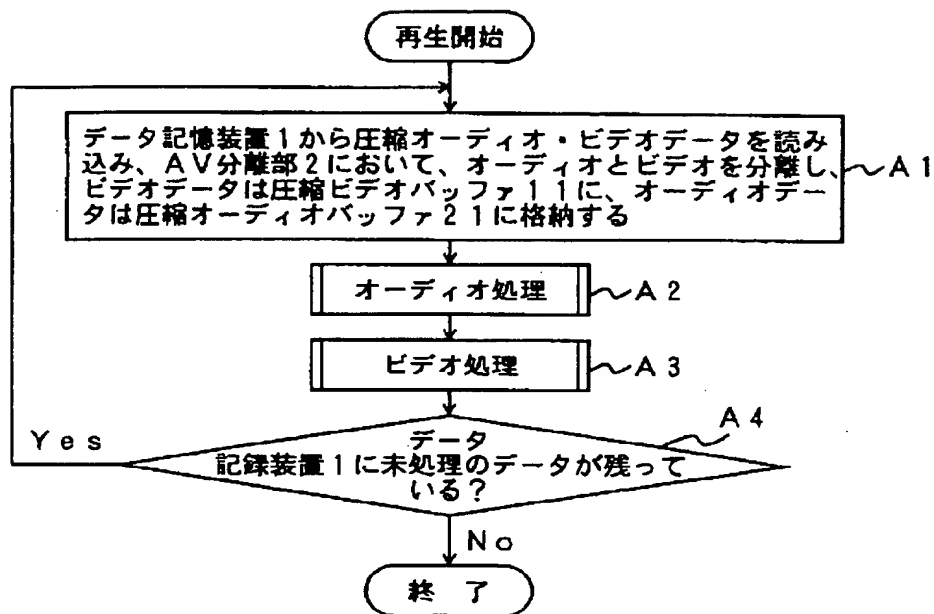 再生開始
データ記憶装置1から圧縮オーディオ・ビデオデータを読み
込み、AV分離部2において、オーディオとビデオを分離し、
ビデオデータは圧縮ビデオバッファ11に、オーディオデー
タは圧縮オーディオバッファ21に格納する
A1
オーディオ処理
A2
ビデオ処理
A3
A4
Yes
データ
記録装置1に未処理のデータが残って
いる?
No
終 了